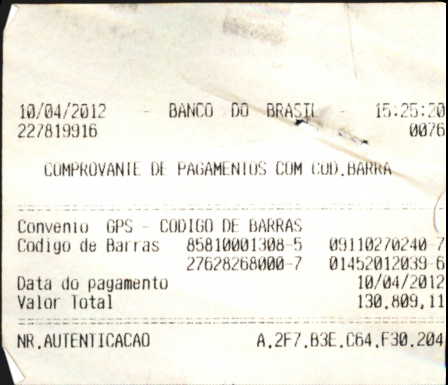 10/04/2012 - BANCO DO BRASIL - 15:25:20
227819916 0076
COMPROVANTE DE PAGAMENTOS COM COD.BARRA
Convenio GPS - CODIGO DE BARRAS
Codigo de Barras 85810001308-5 09110270240-7
27628268000-7 01452012039-6
Data do pagamento 10/04/2012
Valor Total 130.809,11
NR.AUTENTICACAO A.2F7.B3E.C64.F30.204